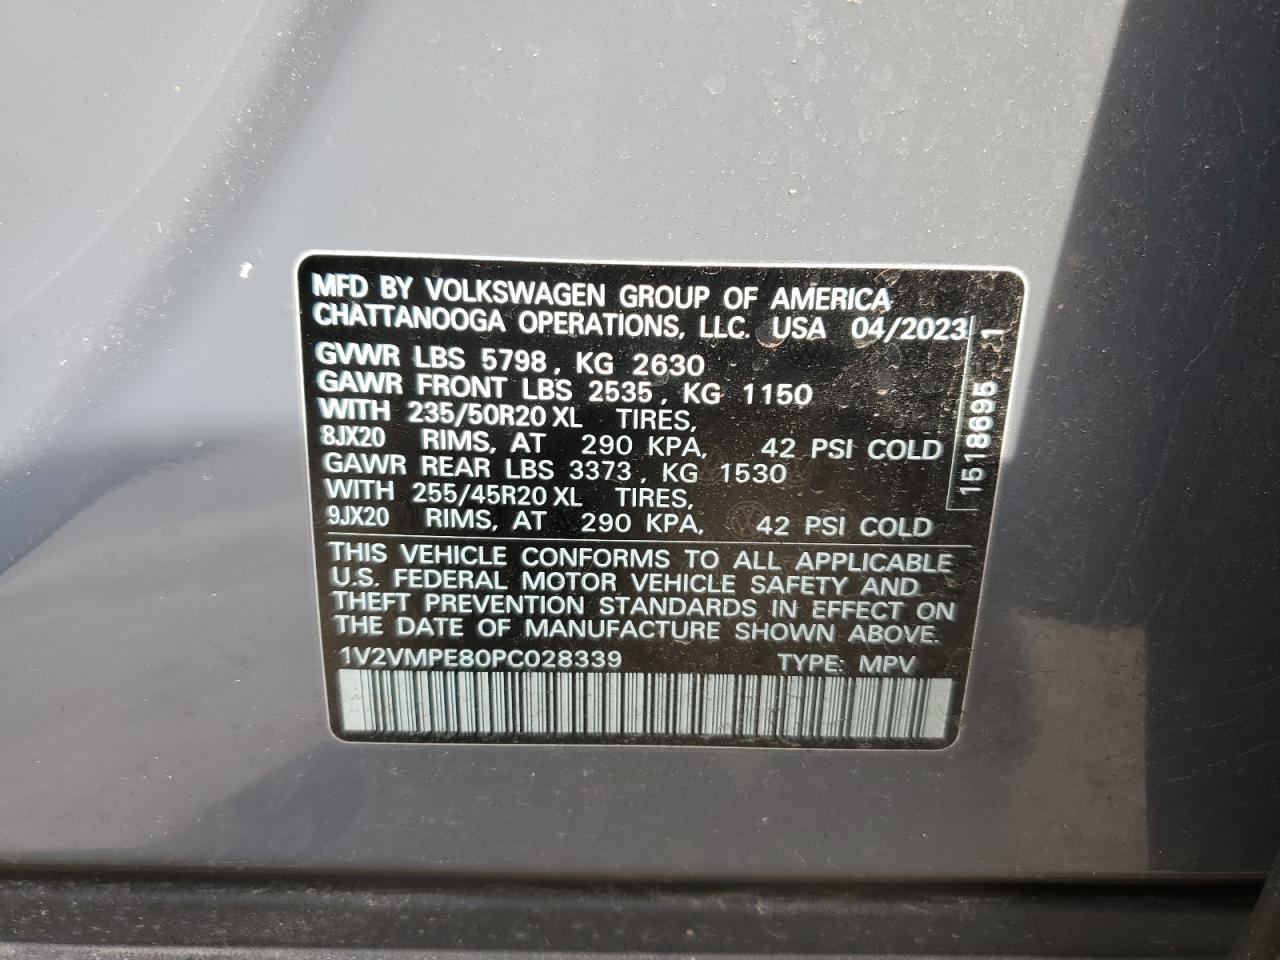 MFD BY VOLKSWAGEN GROUP OF AMERICA
CHATTANOOGA OPERATIONS, LLC. USA 04/2023
GVWR LBS 5798, KG 2630
GAWR FRONT LBS 2535, KG 1150
WITH 235/50R20 XL TIRES,
8JX20 RIMS, AT 290 KPA, 42 PSI COLD
GAWR REAR LBS 3373, KG 1530
WITH 255/45R20 XL TIRES,
9JX20 RIMS, AT 290 KPA, 42 PSI COLD
THIS VEHICLE CONFORMS TO ALL APPLICABLE
U.S. FEDERAL MOTOR VEHICLE SAFETY AND
THEFT PREVENTION STANDARDS IN EFFECT ON
THE DATE OF MANUFACTURE SHOWN ABOVE.
1V2VMPE80PC028339 TYPE: MPV
1518695 1